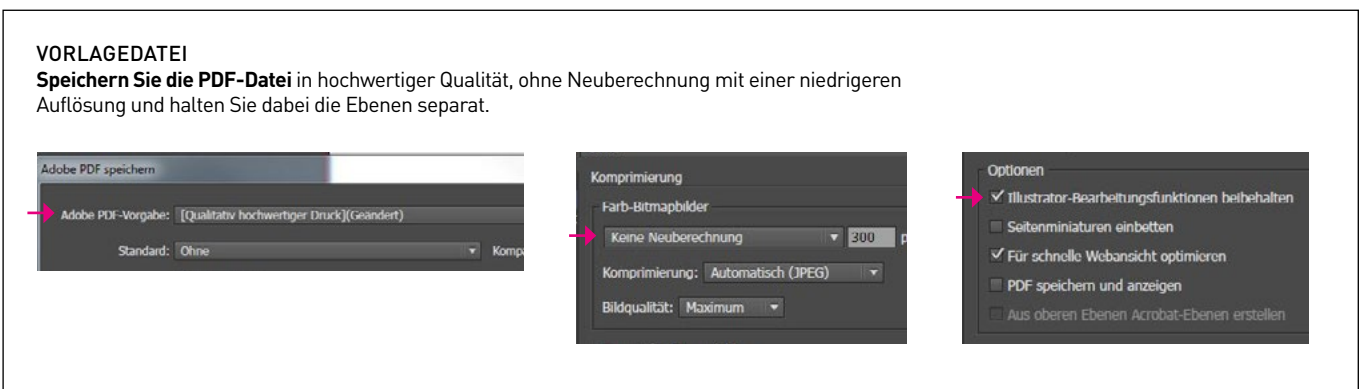 VORLAGEDATEI
Speichern Sie die PDF-Datei in hochwertiger Qualität, ohne Neuberechnung mit einer niedrigeren
Auflösung und halten Sie dabei die Ebenen separat.
Adobe PDF speichern
Adobe PDF-Vorgabe: [Qualitativ hochwertiger Druck](Geändert)
Standard: Ohne
Komprimierung
Farb-Bitmapbilder
Keine Neuberechnung 300
Komprimierung: Automatisch (JPEG)
Bildqualität: Maximum
Optionen
Illustrator-Bearbeitungsfunktionen beibehalten
Seitenminiaturen einbetten
Für schnelle Webansicht optimieren
PDF speichern und anzeigen
Aus oberen Ebenen Acrobat-Ebenen erstellen